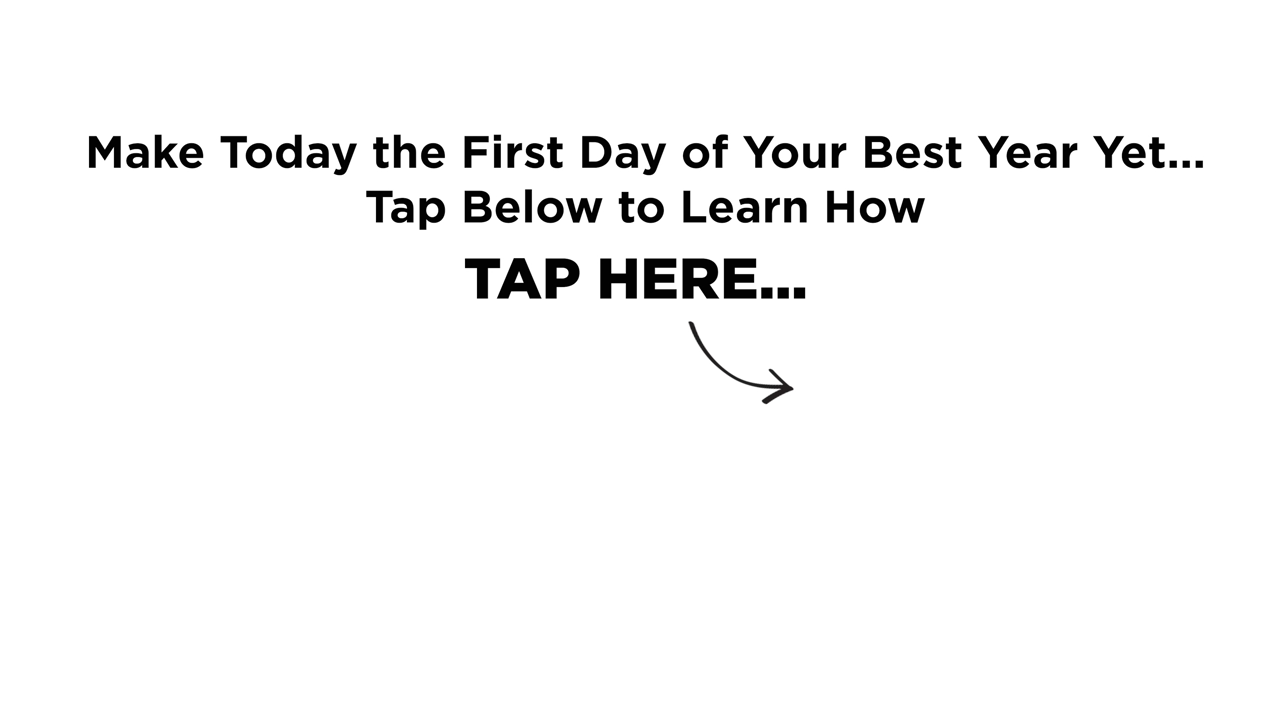 Make Today the First Day of Your Best Year Yet...
Tap Below to Learn How
TAP HERE...